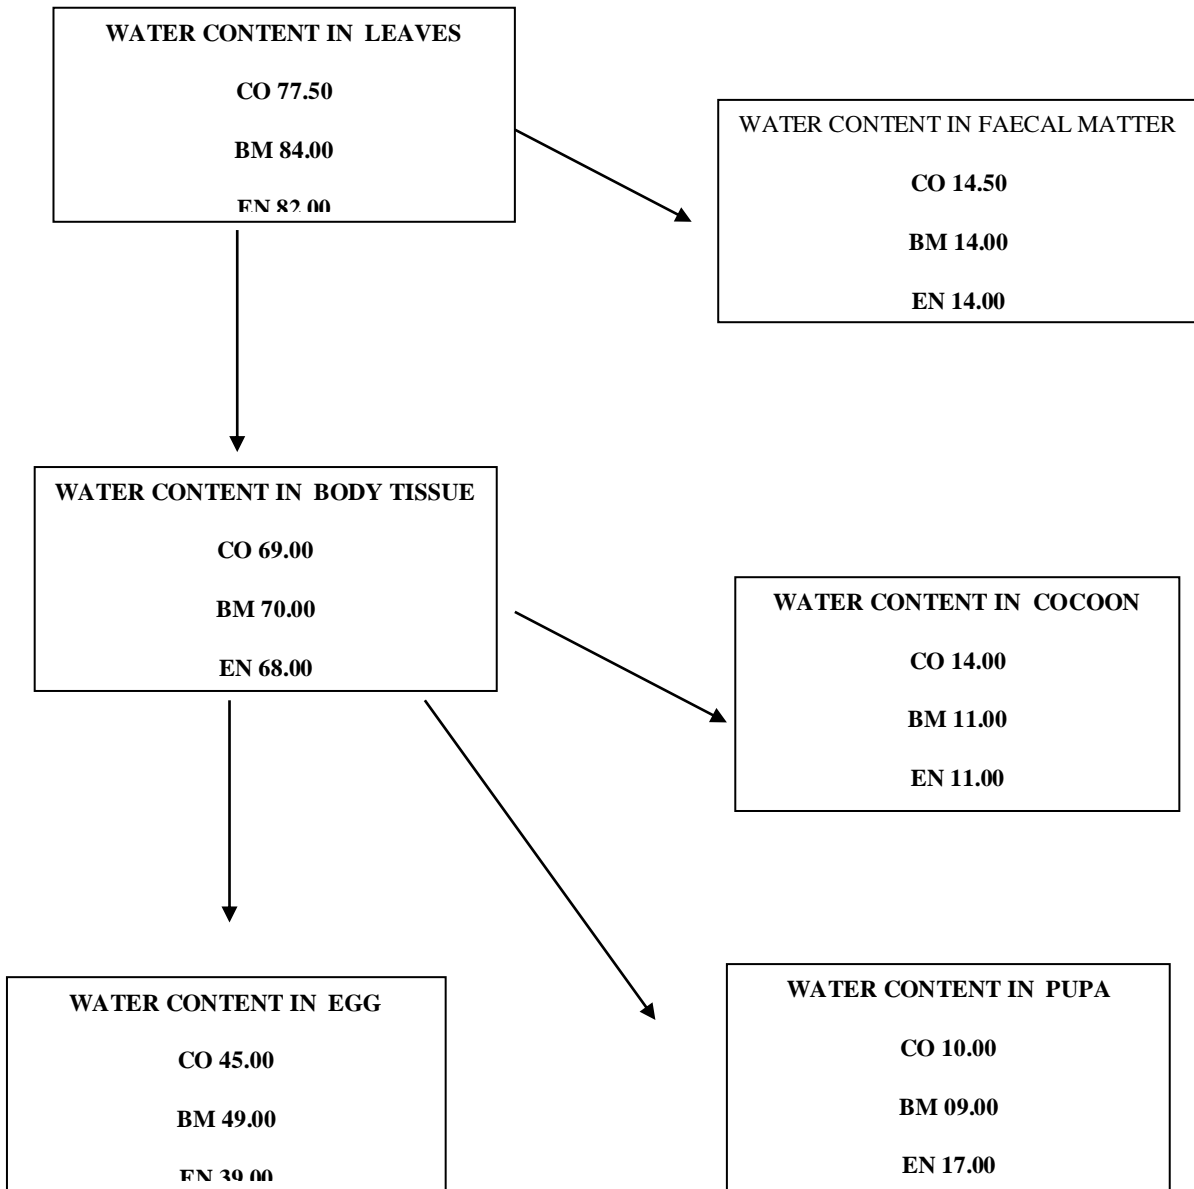 WATER CONTENT IN LEAVES
CO 77.50
BM 84.00
EN 82.00
WATER CONTENT IN FAECAL MATTER
CO 14.50
BM 14.00
EN 14.00
WATER CONTENT IN BODY TISSUE
CO 69.00
BM 70.00
EN 68.00
WATER CONTENT IN COCOON
CO 14.00
BM 11.00
EN 11.00
WATER CONTENT IN EGG
CO 45.00
BM 49.00
EN 39.00
WATER CONTENT IN PUPA
CO 10.00
BM 09.00
EN 17.00